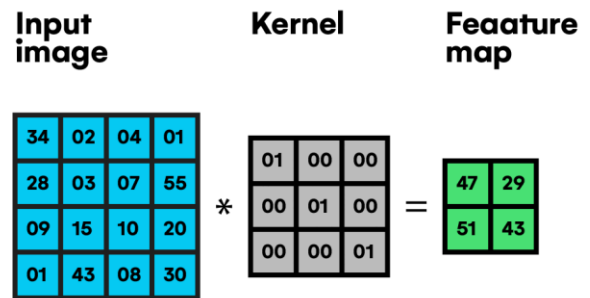 Input image
Kernel
Feaature map
34 02 04 01
28 03 07 55
09 15 10 20
01 43 08 30
*
01 00 00
00 01 00
00 00 01
=
47 29
51 43